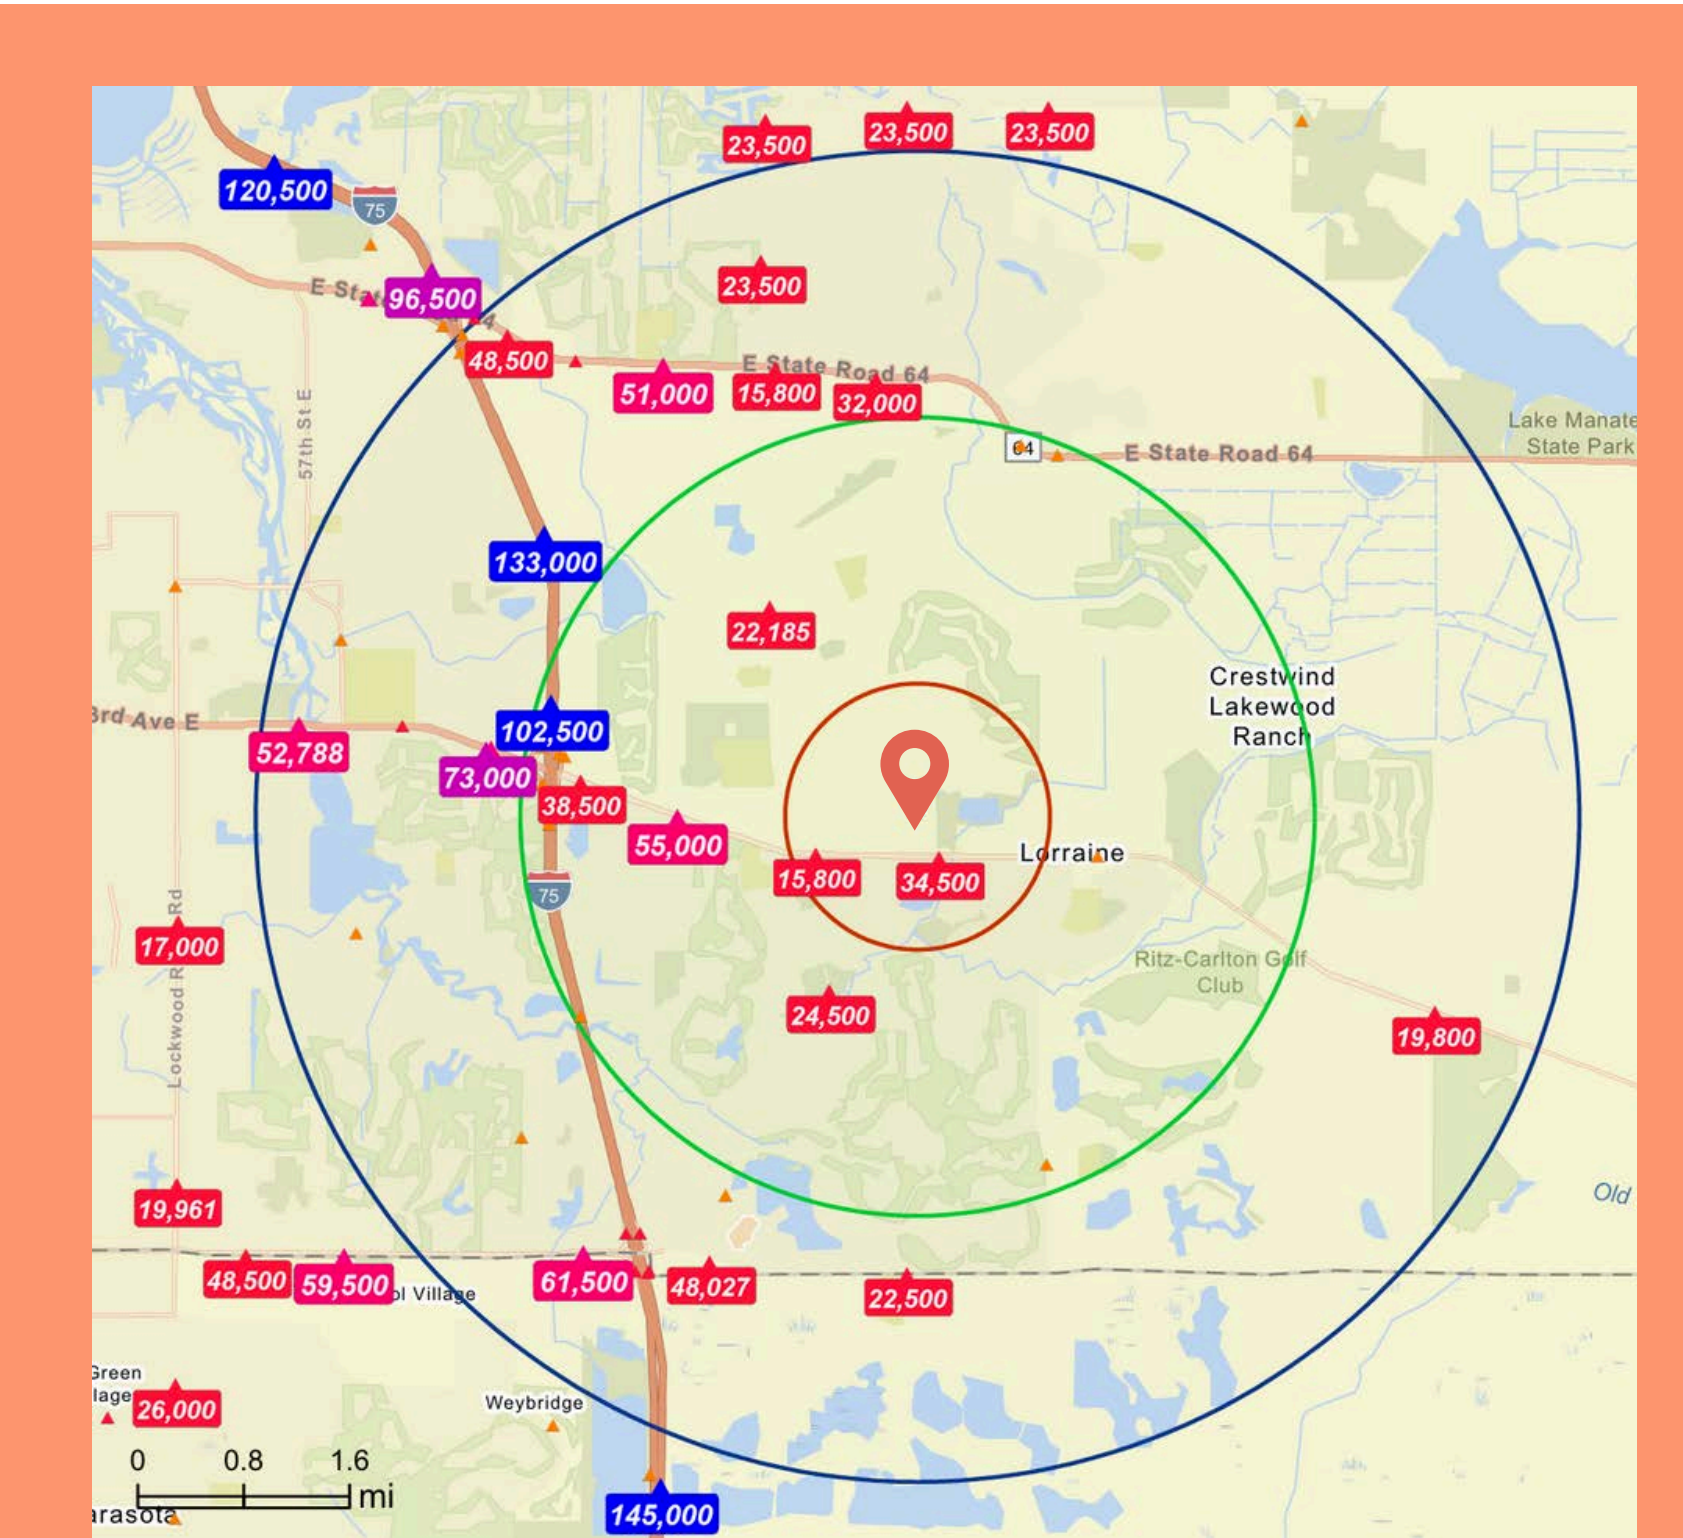 23,500
23,500
23,500
120,500
75
23,500
96,500
48,500
E State Road 64
51,000
15,800
32,000
64
E State Road 64
Lake Manate
State Park
57th St E
133,000
22,185
Crestwind
Lakewood
Ranch
3rd Ave E
102,500
52,788
73,000
38,500
55,000
Lorraine
15,800
34,500
75
17,000
Lockwood R
Rd
Ritz-Carlton Golf
Club
24,500
19,800
19,961
Old
48,500
59,500
61,500
48,027
22,500
ol Village
Green
lage
26,000
Weybridge
0 0.8 1.6
mi
arasota
145,000